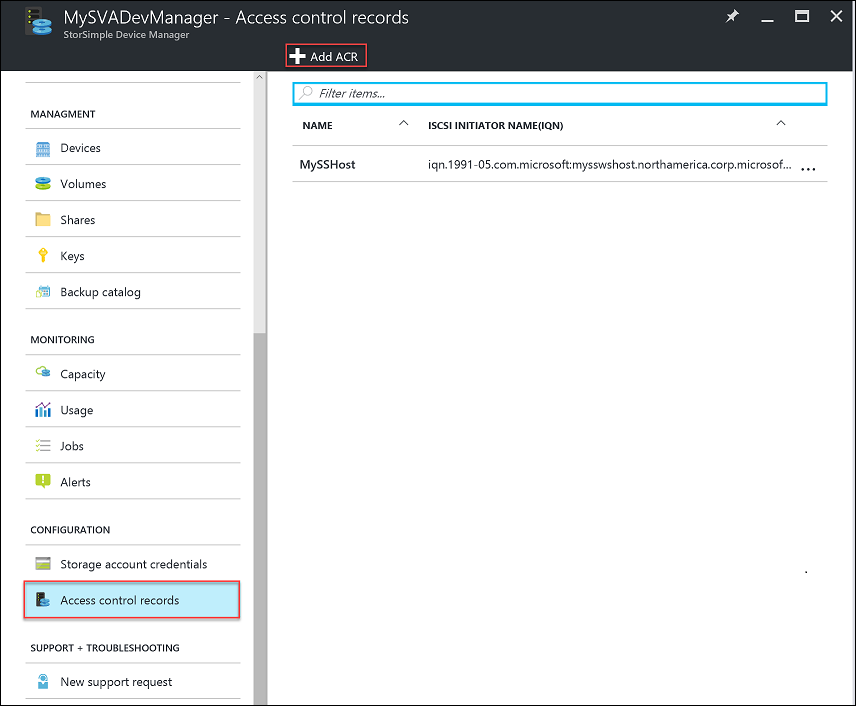 MySVADevManager - Access control records
StorSimple Device Manager
Add ACR
MANAGMENT
Devices
Volumes
Shares
Keys
Backup catalog
MONITORING
Capacity
Usage
Jobs
Alerts
CONFIGURATION
Storage account credentials
Access control records
SUPPORT + TROUBLESHOOTING
New support request
Filter items...
NAME ISCSI INITIATOR NAME(IQN)
MySSHost iqn.1991-05.com.microsoft:mysswshost.northamerica.corp.microsof... ...